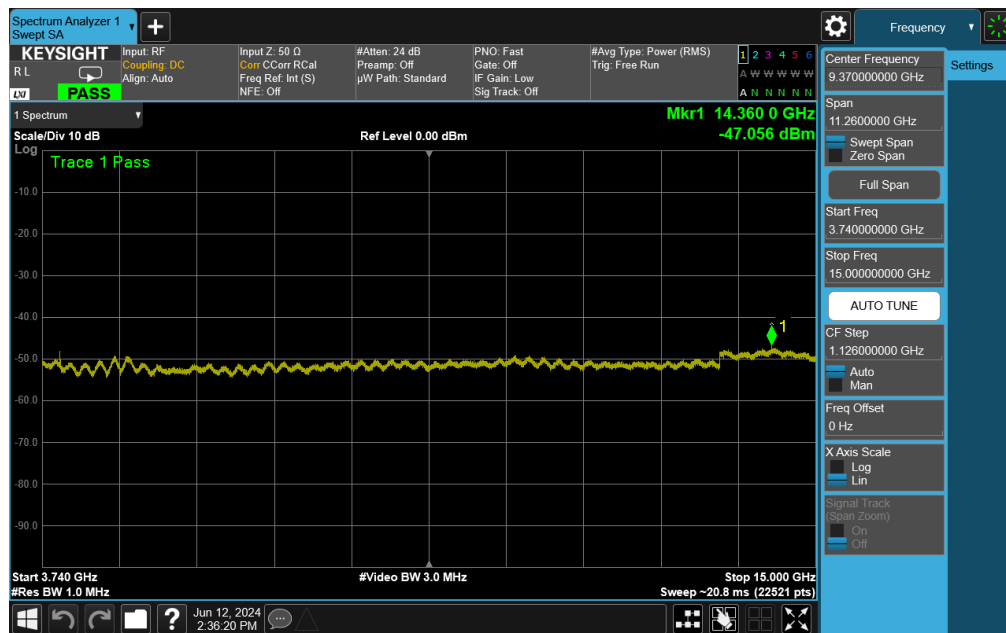 Spectrum Analyzer 1
Swept SA
+
Frequency
KEYSIGHT
R L
LXI
PASS
Input: RF
Coupling: DC
Align: Auto
Input Z: 50 Ω
Corr CCorr RCal
Freq Ref: Int (S)
NFE: Off
#Atten: 24 dB
Preamp: Off
µW Path: Standard
PNO: Fast
Gate: Off
IF Gain: Low
Sig Track: Off
#Avg Type: Power (RMS)
Trig: Free Run
1 2 3 4 5 6
A W W W W W
A N N N N N
1 Spectrum
Scale/Div 10 dB
Ref Level 0.00 dBm
Mkr1 14.360 0 GHz
-47.056 dBm
Log
Trace 1 Pass
-10.0
-20.0
-30.0
-40.0
-50.0
-60.0
-70.0
-80.0
-90.0
1
Start 3.740 GHz
#Res BW 1.0 MHz
#Video BW 3.0 MHz
Stop 15.000 GHz
Sweep ~20.8 ms (22521 pts)
Center Frequency
9.370000000 GHz
Span
11.2600000 GHz
Swept Span
Zero Span
Full Span
Start Freq
3.740000000 GHz
Stop Freq
15.000000000 GHz
AUTO TUNE
CF Step
1.126000000 GHz
Auto
Man
Freq Offset
0 Hz
X Axis Scale
Log
Lin
Signal Track
(Span Zoom)
On
Off
Settings
?
Jun 12, 2024
2:36:20 PM